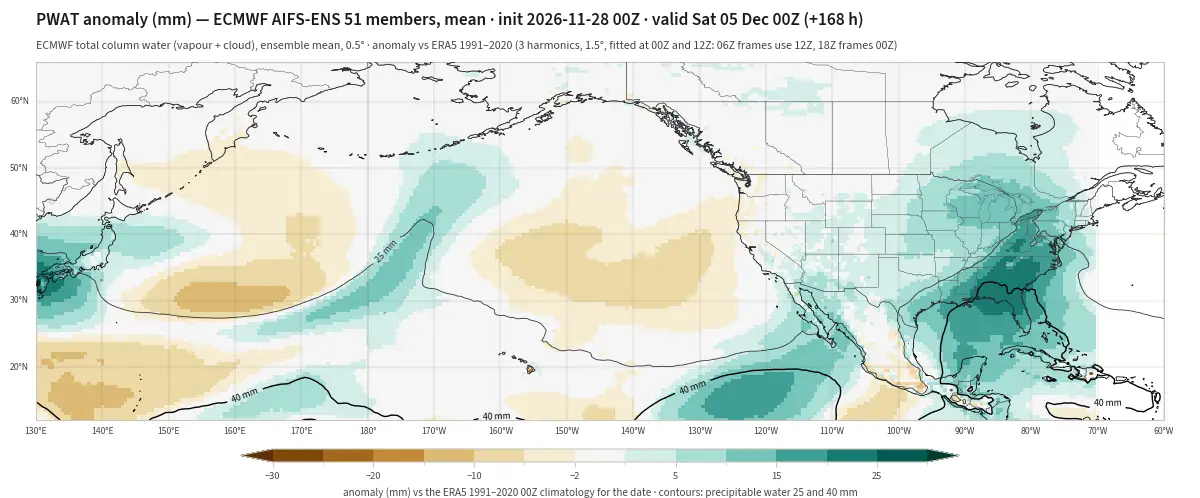 PWAT anomaly (mm) — ECMWF AIFS-ENS 51 members, mean · init 2026-11-28 00Z · valid Sat 05 Dec 00Z (+168 h)
ECMWF total column water (vapour + cloud), ensemble mean, 0.5° · anomaly vs ERA5 1991–2020 (3 harmonics, 1.5°, fitted at 00Z and 12Z: 06Z frames use 12Z, 18Z frames 00Z)
60°N
50°N
40°N
30°N
20°N
25 mm
40 mm
40 mm
40 mm
40 mm
130°E 140°E 150°E 160°E 170°E 180° 170°W 160°W 150°W 140°W 130°W 120°W 110°W 100°W 90°W 80°W 70°W 60°W
−30 −20 −10 −2 5 15 25
anomaly (mm) vs the ERA5 1991–2020 00Z climatology for the date · contours: precipitable water 25 and 40 mm